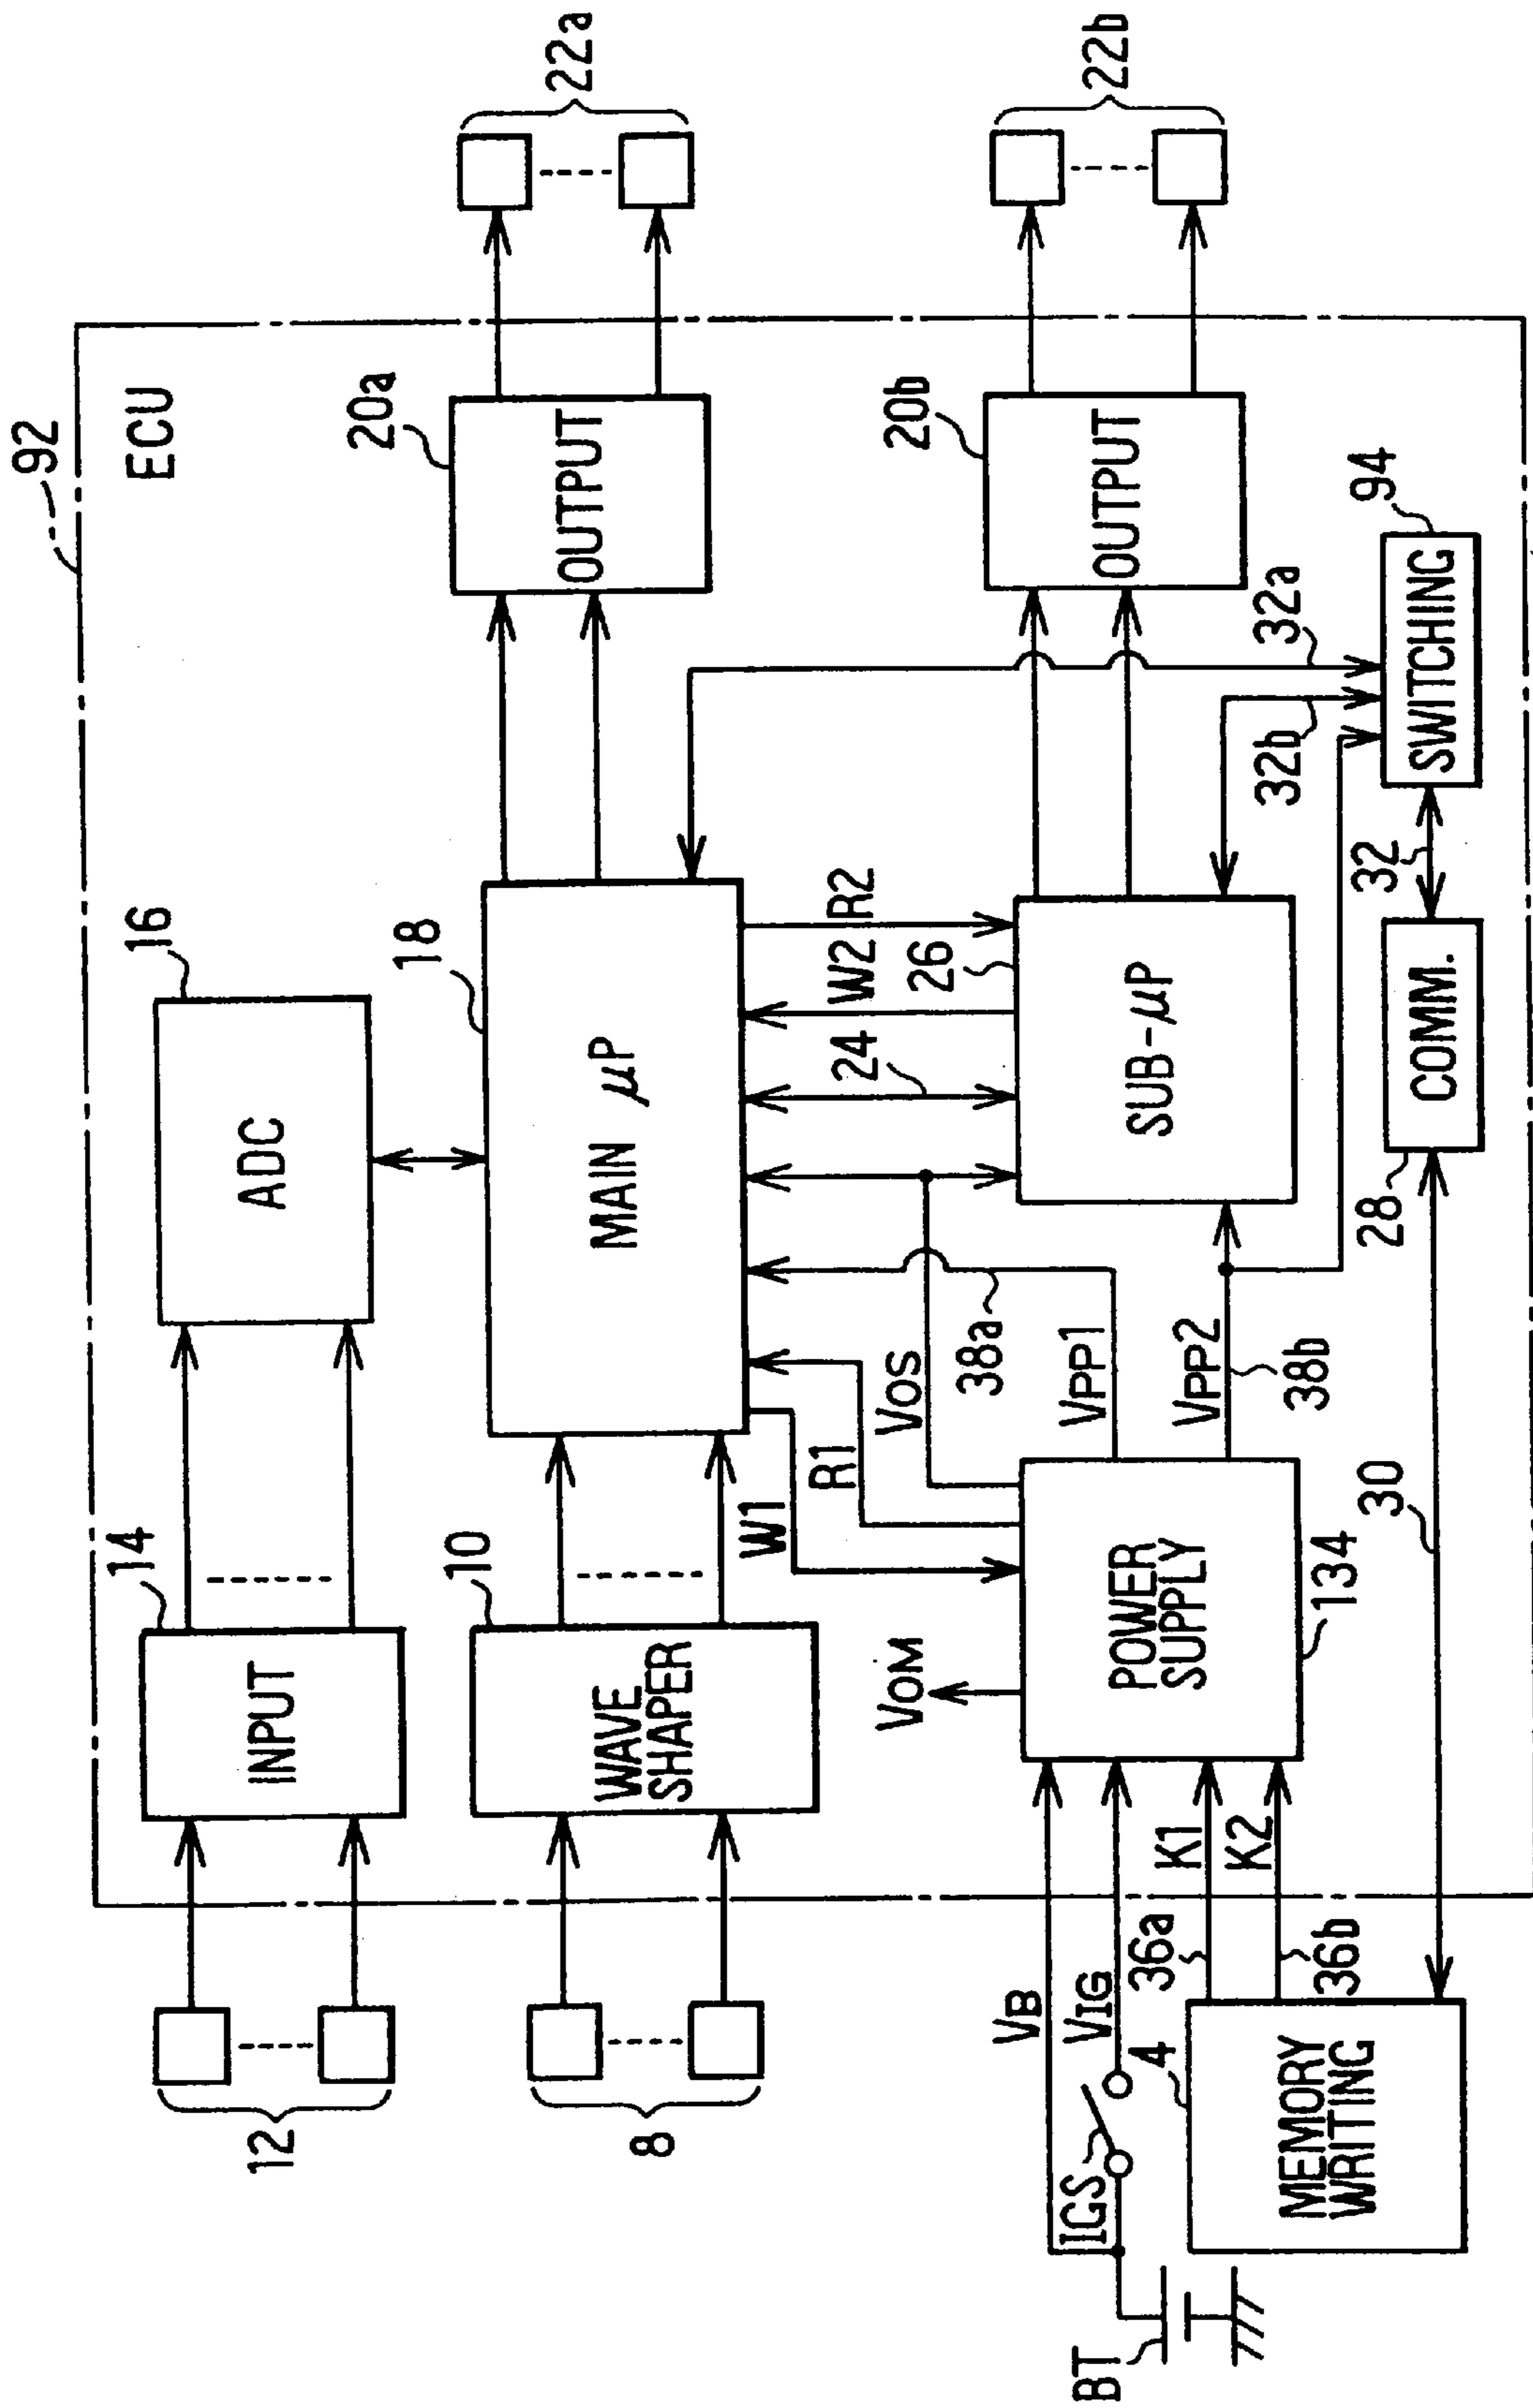 92
ECU
12
14
INPUT
16
ADC
8
10
WAVE
SHAPER
18
MAIN μP
20a
OUTPUT
22a
W1
R1
VOS
38a
VPP1
VPP2
38b
24
W2
R2
26
SUB-μP
20b
OUTPUT
22b
VOM
POWER
SUPPLY
134
BT
IGS
VB
VIG
K1
K2
36a
36b
4
MEMORY
WRITING
30
28
COMM.
32
32b
32a
94
SWITCHING